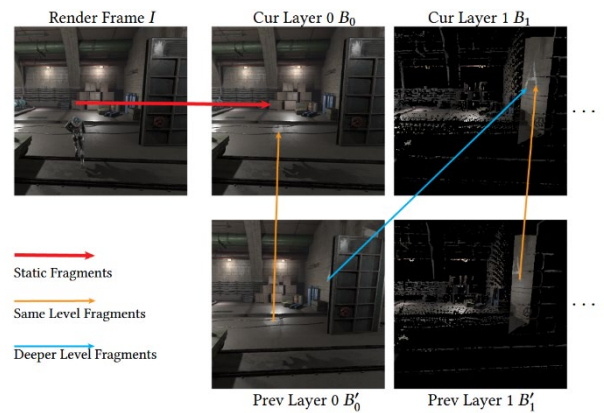 Render Frame I
Cur Layer 0 B₀
Cur Layer 1 B₁
. . .
Static Fragments
Same Level Fragments
Deeper Level Fragments
. . .
Prev Layer 0 B′₀
Prev Layer 1 B′₁